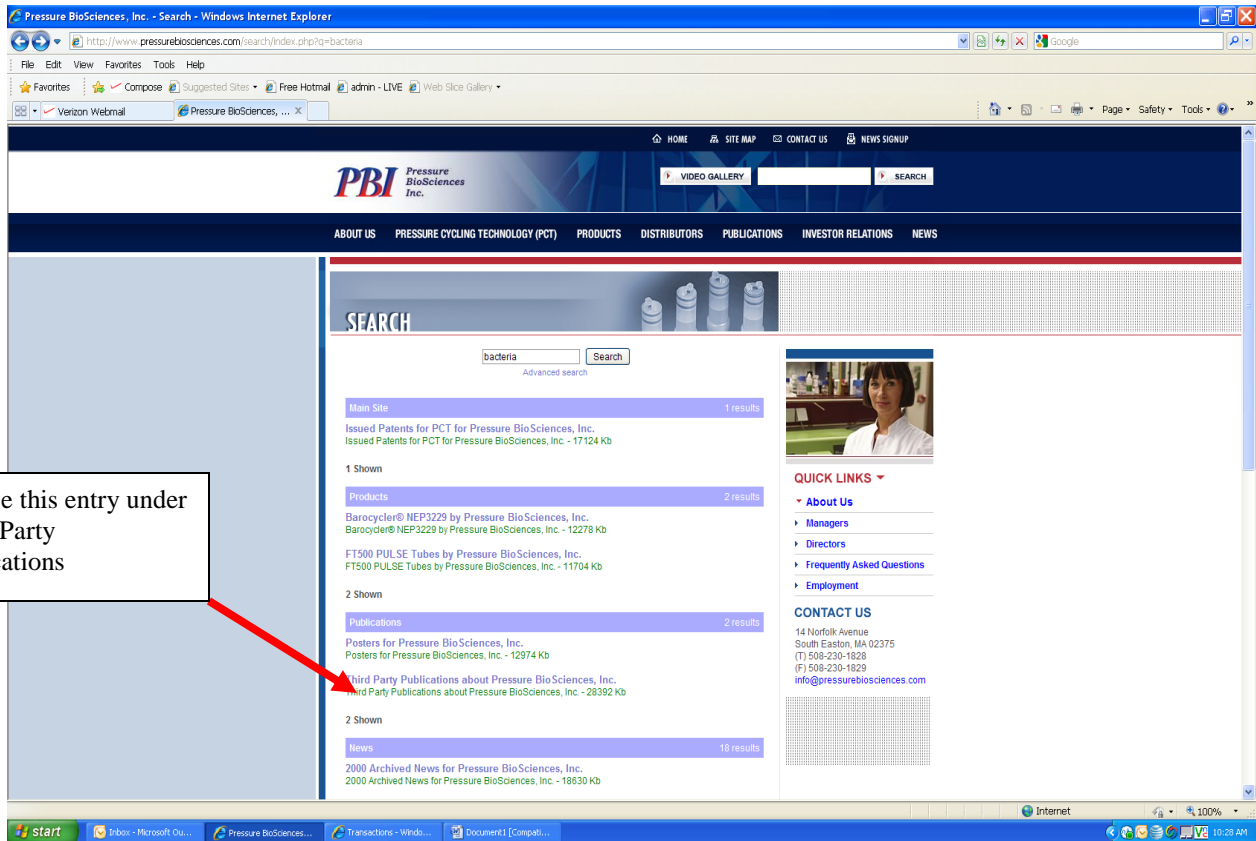 Pressure BioSciences, Inc. - Search - Windows Internet Explorer
http://www.pressurebiosciences.com/search/index.php?q=bacteria
Google
File Edit View Favorites Tools Help
Favorites Compose Suggested Sites Free Hotmail admin - LIVE Web Slice Gallery
Verizon Webmail Pressure BioSciences, ... X
Page Safety Tools »
HOME SITE MAP CONTACT US NEWS SIGNUP
PBI Pressure
BioSciences
Inc.
VIDEO GALLERY SEARCH
ABOUT US PRESSURE CYCLING TECHNOLOGY (PCT) PRODUCTS DISTRIBUTORS PUBLICATIONS INVESTOR RELATIONS NEWS
SEARCH
bacteria Search
Advanced search
Main Site 1 results
Issued Patents for PCT for Pressure BioSciences, Inc.
Issued Patents for PCT for Pressure BioSciences, Inc. - 17124 Kb
1 Shown
Products 2 results
Barocycler® NEP3229 by Pressure BioSciences, Inc.
Barocycler® NEP3229 by Pressure BioSciences, Inc. - 12278 Kb
FT500 PULSE Tubes by Pressure BioSciences, Inc.
FT500 PULSE Tubes by Pressure BioSciences, Inc. - 11704 Kb
2 Shown
Publications 2 results
Posters for Pressure BioSciences, Inc.
Posters for Pressure BioSciences, Inc. - 12974 Kb
Third Party Publications about Pressure BioSciences, Inc.
Third Party Publications about Pressure BioSciences, Inc. - 28392 Kb
2 Shown
News 18 results
2000 Archived News for Pressure BioSciences, Inc.
2000 Archived News for Pressure BioSciences, Inc. - 18630 Kb
e this entry under
Party
ations
QUICK LINKS
About Us
Managers
Directors
Frequently Asked Questions
Employment
CONTACT US
14 Norfolk Avenue
South Easton, MA 02375
(T) 508-230-1828
(F) 508-230-1829
info@pressurebiosciences.com
Internet 100%
start Inbox - Microsoft Ou... Pressure BioSciences... Transactions - Windo... Document1 [Compati... 10:28 AM